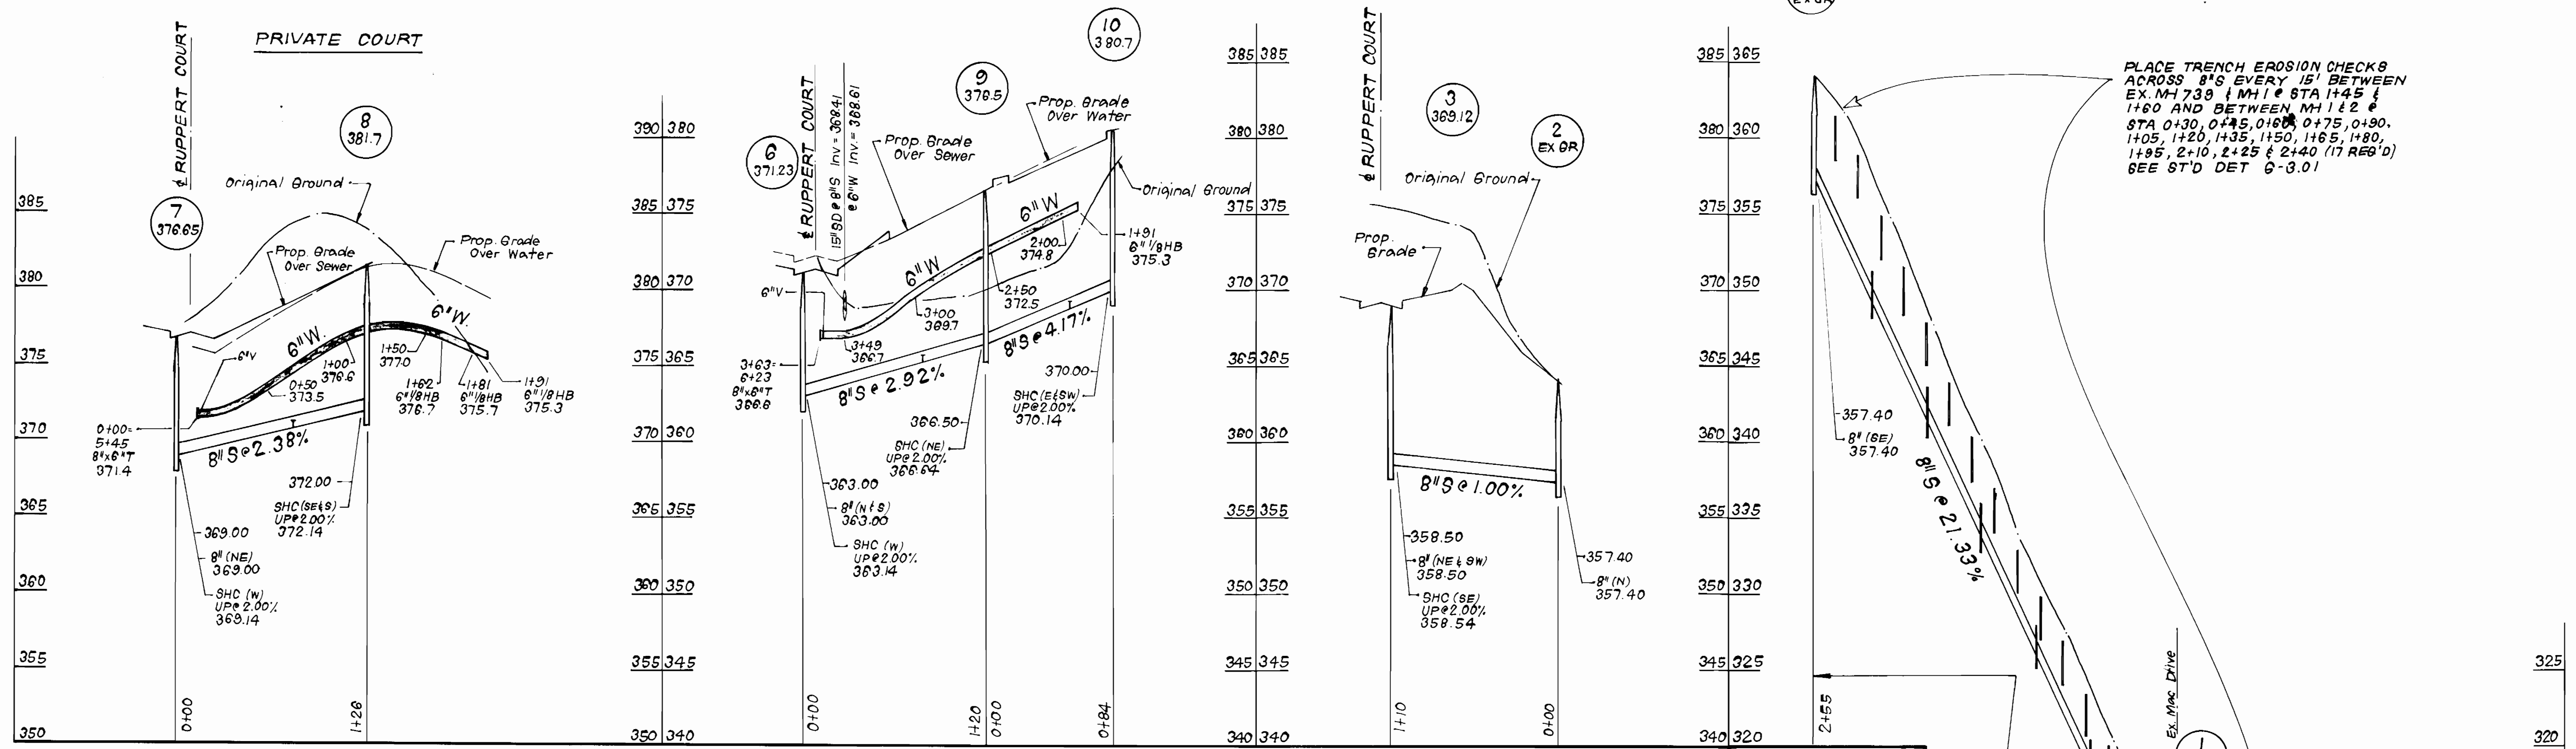 PRIVATE COURT
℄ RUPPERT COURT
7
376.65
8
381.7
Original Ground
Prop. Grade
Over Sewer
Prop. Grade
Over Water
6"V
6"W.
6"W.
0+50
373.5
1+00
376.6
1+50
377.0
1+62
6"1/8HB
376.7
1+81
6"1/8HB
375.7
1+91
6"1/8HB
375.3
0+00=
5+45
8"x6"T
371.4
8"S@2.38%
372.00
SHC (SE&S)
UP@2.00%
372.14
369.00
8"(NE)
369.00
SHC (W)
UP@2.00%
369.14
0+00
1+26
385
380
375
370
365
360
355
350
390 380
385 375
380 370
375 365
370 360
365 355
360 350
355 345
350 340
6
371.23
℄ RUPPERT COURT
15"SD@8"S Inv.=368.41
@6"W Inv.=368.61
9
376.5
10
380.7
Prop. Grade
Over Sewer
Prop. Grade
Over Water
Original Ground
6"V
6"W
6"W
2+00
374.8
1+91
6"1/8HB
375.3
2+50
372.5
3+00
369.7
3+49
366.7
3+63=
6+23
8"x6"T
366.6
8"S@2.92%
8"S@4.17%
370.00
SHC (E&SW)
UP@2.00%
370.14
366.50
SHC (NE)
UP@2.00%
366.64
363.00
8"(N&S)
363.00
SHC (W)
UP@2.00%
363.14
0+00
1+20
0+00
0+84
385 385
380 380
375 375
370 370
365 365
360 360
355 355
350 350
345 345
340 340
℄ RUPPERT COURT
3
369.12
2
EX GR
Original Ground
Prop.
Grade
8"S@1.00%
358.50
8"(NE & SW)
358.50
SHC (SE)
UP@2.00%
358.54
357.40
8"(N)
357.40
1+10
0+00
385 365
380 360
375 355
370 350
365 345
360 340
355 335
350 330
345 325
340 320
EX GR
PLACE TRENCH EROSION CHECKS
ACROSS 8"S EVERY 15' BETWEEN
EX. MH 739 & MH 1 @ STA 1+45 &
1+60 AND BETWEEN MH 1 & 2 @
STA 0+30, 0+45, 0+60, 0+75, 0+90,
1+05, 1+20, 1+35, 1+50, 1+65, 1+80,
1+95, 2+10, 2+25 & 2+40 (17 REQ'D)
SEE ST'D DET G-3.01
357.40
8"(SE)
357.40
8"S@21.33%
2+55
Ex. Mac Drive
1
325
320